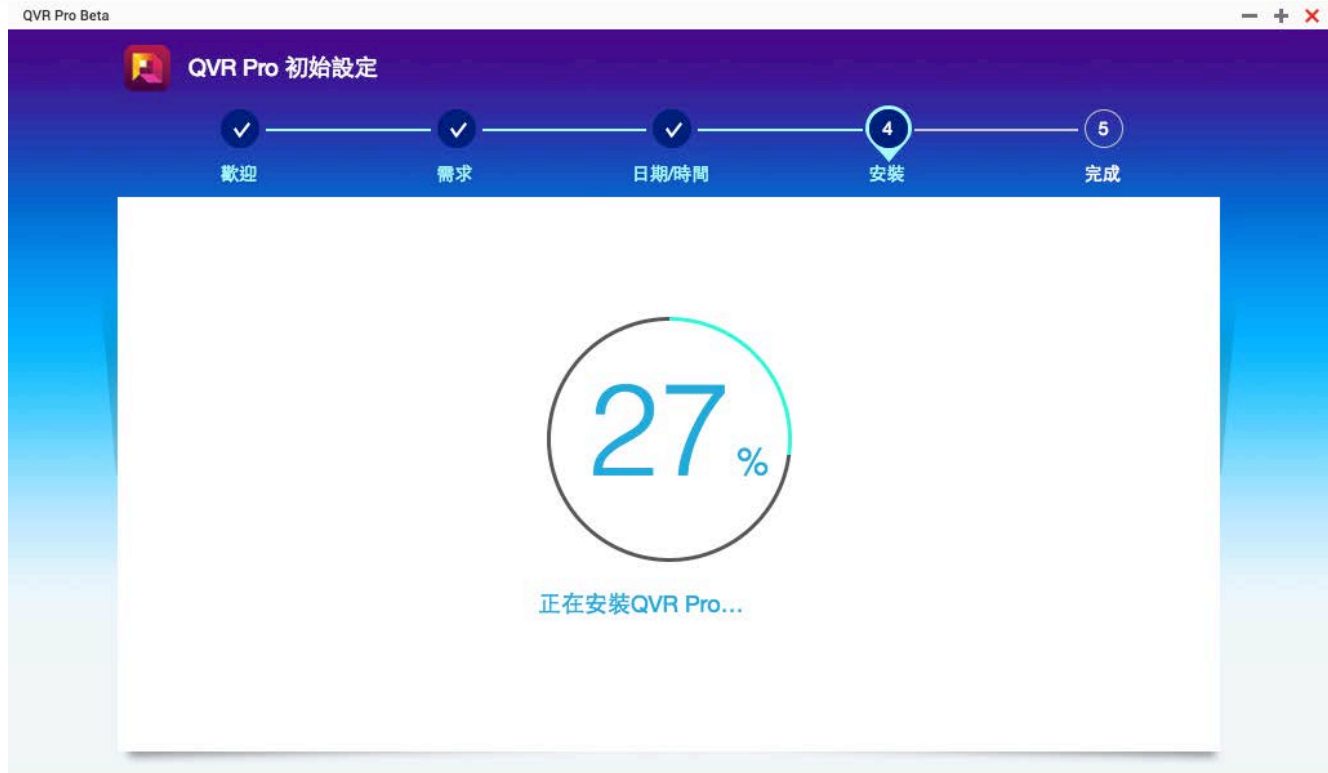 QVR Pro Beta
QVR Pro 初始設定
4
5
歡迎
需求
日期/時間
安裝
完成
27 %
正在安裝QVR Pro...